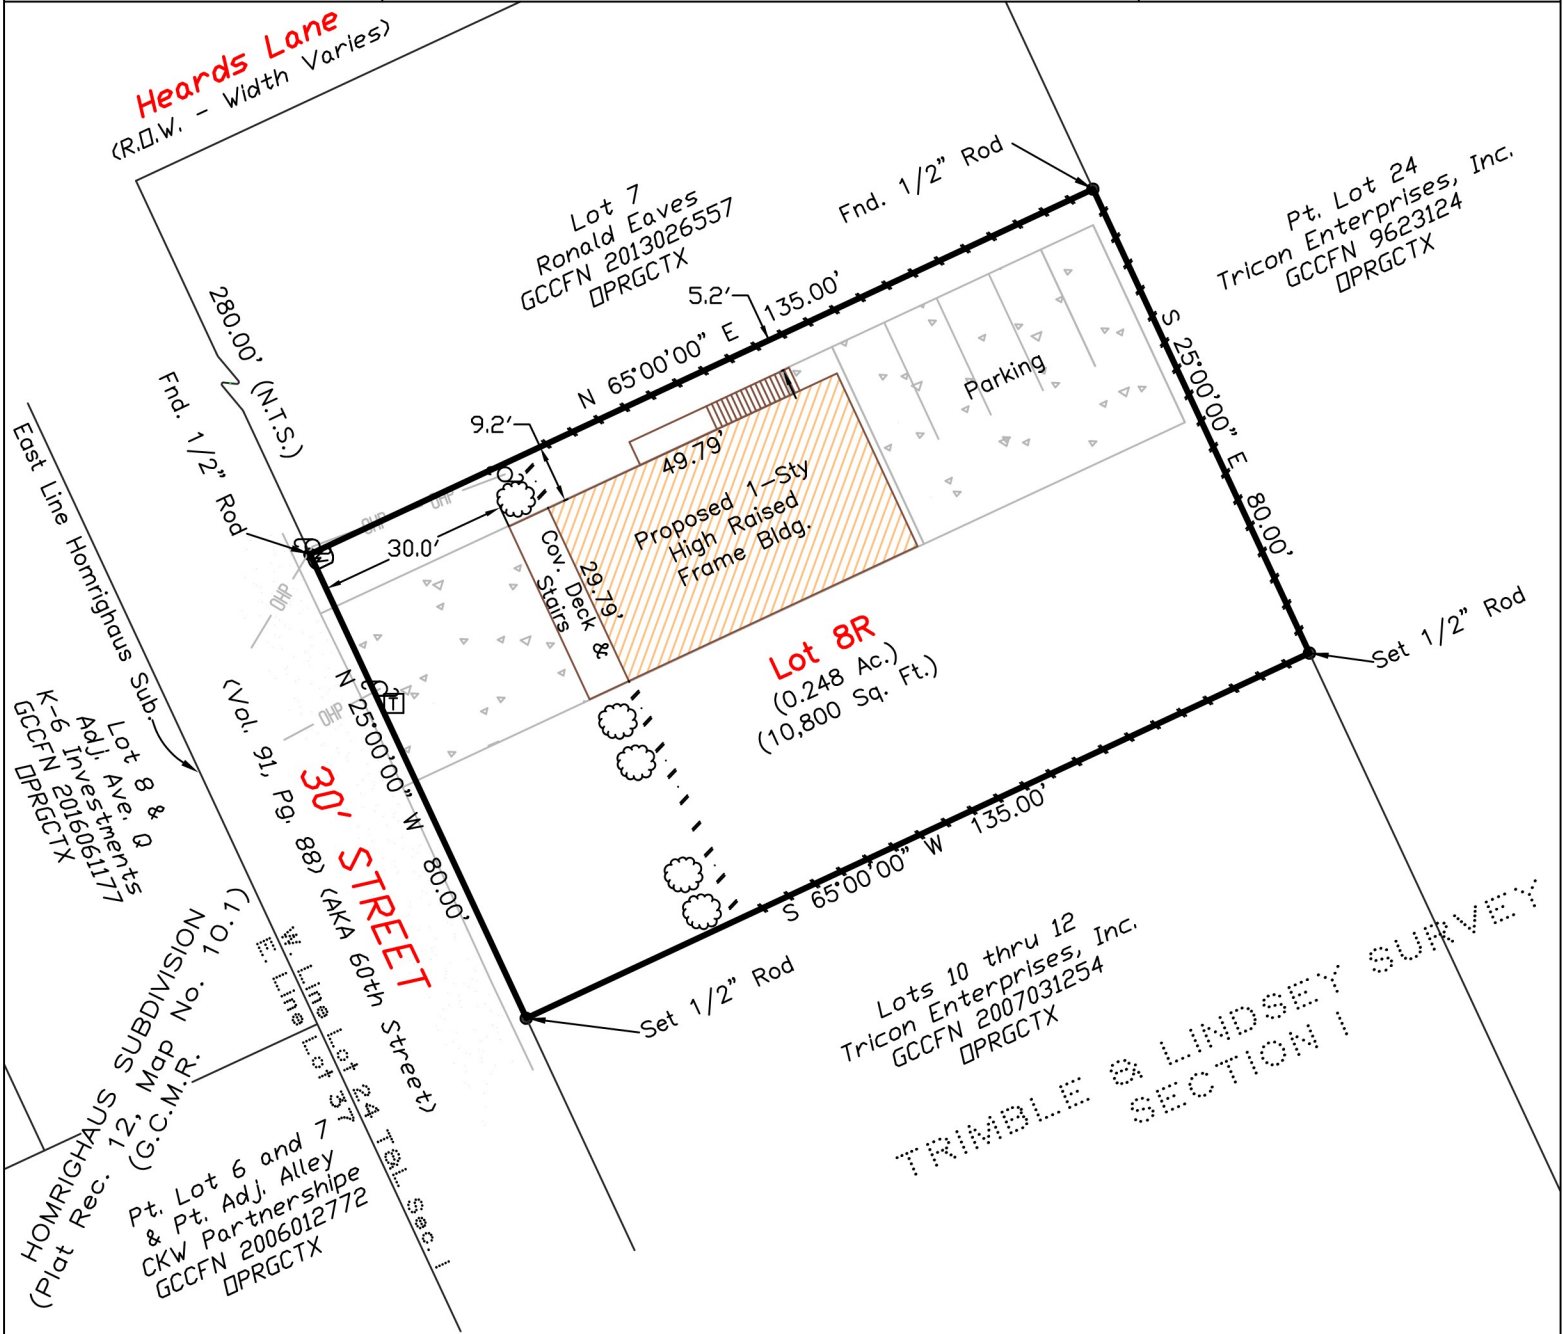 Heards Lane
(R.O.W. - Width Varies)
Lot 7
Ronald Eaves
GCCFN 2013026557
OPRGCTX
Fnd. 1/2" Rod
Pt. Lot 24
Tricon Enterprises, Inc.
GCCFN 9623124
OPRGCTX
280.00' (N.T.S.)
Fnd. 1/2" Rod
N 65°00'00" E 135.00'
5.2'
9.2'
30.0'
S 25°00'00" E 80.00'
Parking
49.79'
Proposed 1-Sty
High Raised
Frame Bldg.
29.79'
Cov. Deck &
Stairs
OHP
OHP
OHP
OHP
T
Lot 8R
(0.248 Ac.)
(10,800 Sq. Ft.)
Set 1/2" Rod
N 25°00'00" W 80.00'
S 65°00'00" W 135.00'
Set 1/2" Rod
East Line Homrighaus Sub.
Lot 8 &
Adj. Ave. Q
K-6 Investments
GCCFN 2016061177
OPRGCTX
30' STREET
(Vol. 91, Pg. 88) (AKA 60th Street)
W Line Lot 24 T&L Sec. 1
E Line Lot 37
HOMRIGHAUS SUBDIVISION
(Plat Rec. 12, Map No. 10.1)
(G.C.M.R.
Pt. Lot 6 and 7
& Pt. Adj. Alley
CKW Partnershipe
GCCFN 2006012772
OPRGCTX
Lots 10 thru 12
Tricon Enterprises, Inc.
GCCFN 2007031254
OPRGCTX
TRIMBLE & LINDSEY SURVEY
SECTION 1